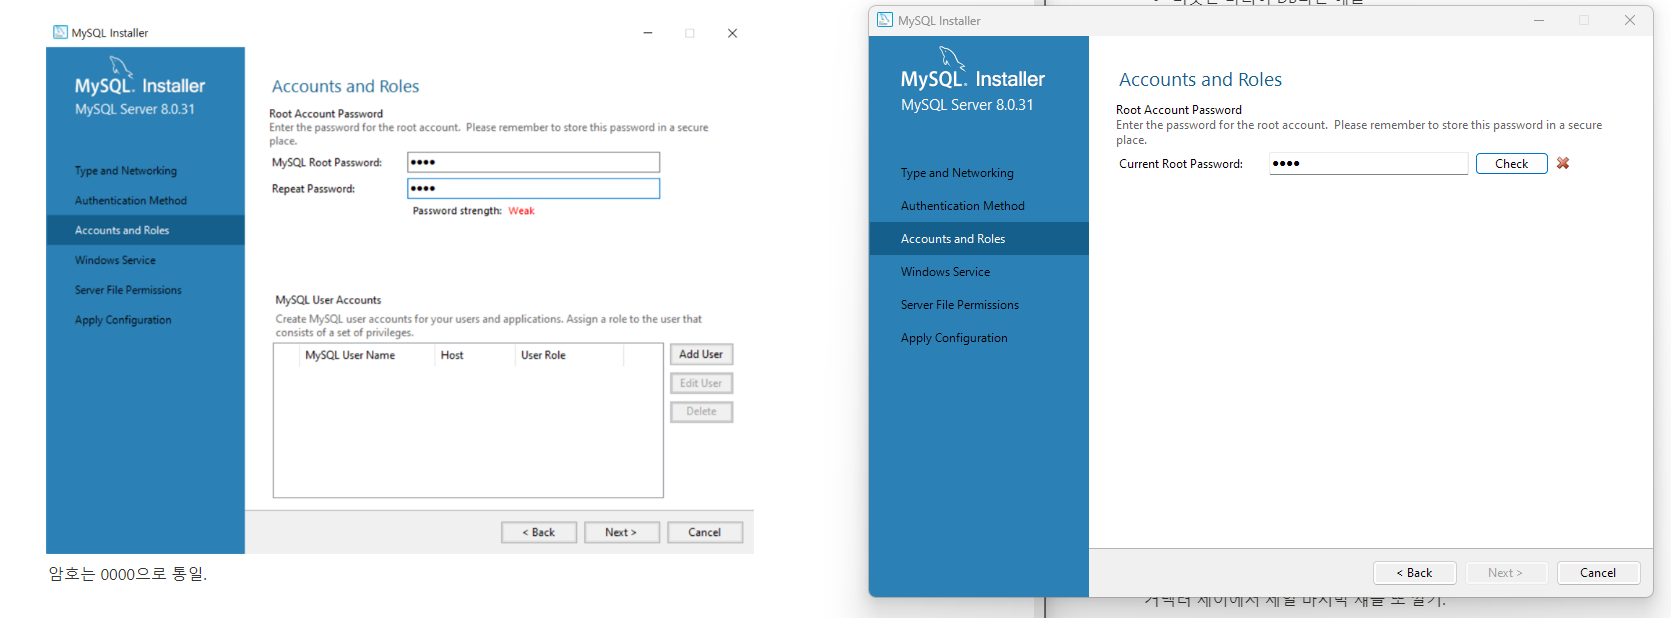 MySQL Installer
MySQL. Installer
MySQL Server 8.0.31
Type and Networking
Authentication Method
Accounts and Roles
Windows Service
Server File Permissions
Apply Configuration
Accounts and Roles
Root Account Password
Enter the password for the root account.  Please remember to store this password in a secure
place.
MySQL Root Password: ●●●●
Repeat Password: ●●●●
Password strength: Weak
MySQL User Accounts
Create MySQL user accounts for your users and applications. Assign a role to the user that
consists of a set of privileges.
MySQL User Name Host User Role
Add User
Edit User
Delete
< Back Next > Cancel
암호는 0000으로 통일.
MySQL Installer
MySQL. Installer
MySQL Server 8.0.31
Type and Networking
Authentication Method
Accounts and Roles
Windows Service
Server File Permissions
Apply Configuration
Accounts and Roles
Root Account Password
Enter the password for the root account.  Please remember to store this password in a secure
place.
Current Root Password: ●●●● Check
< Back Next > Cancel